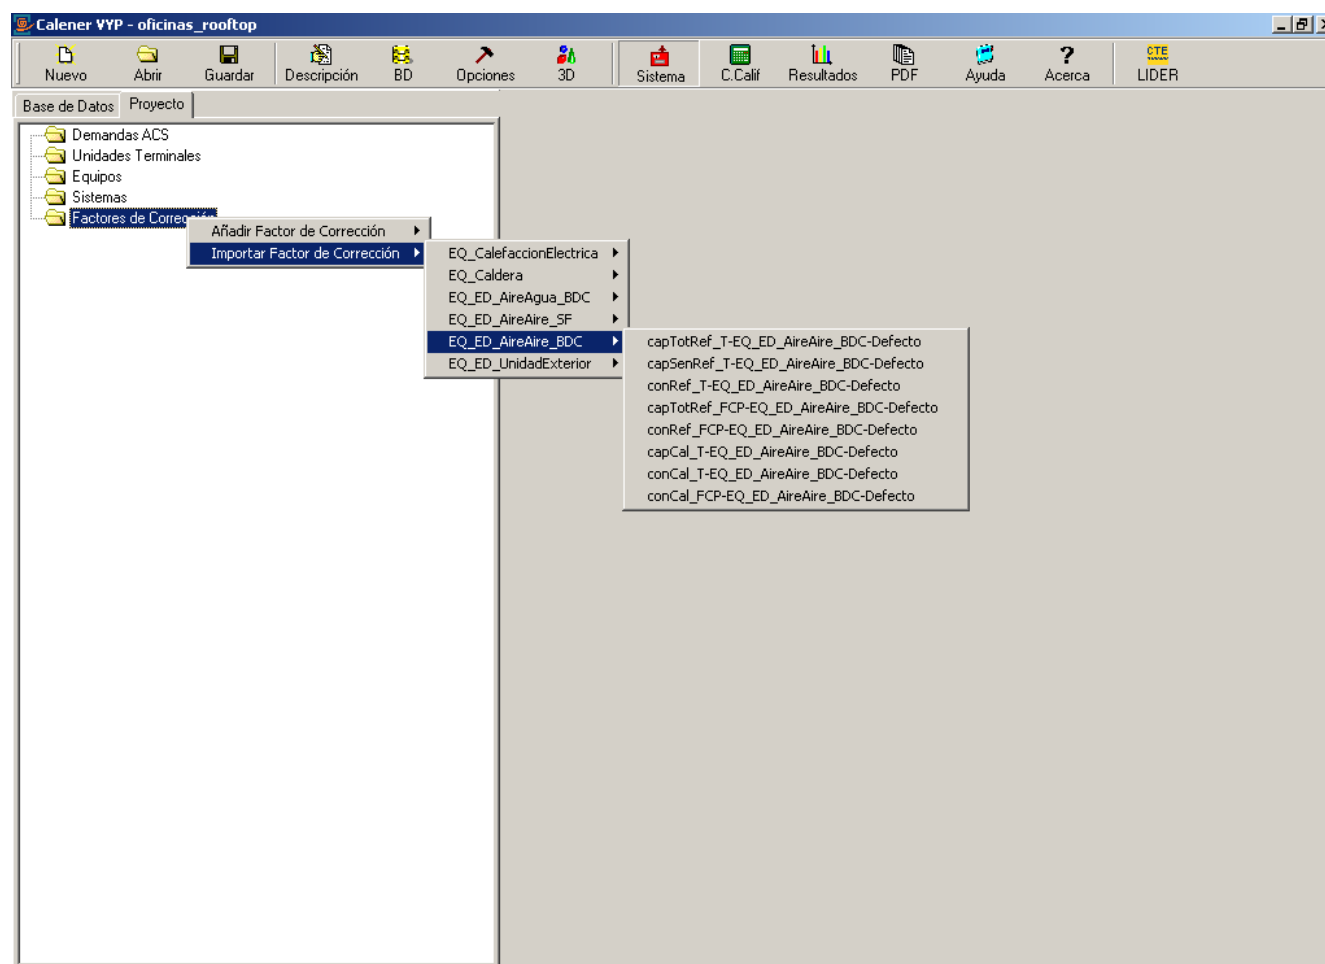 Calener VYP - oficinas_rooftop
Nuevo Abrir Guardar Descripción BD Opciones 3D Sistema C.Calif Resultados PDF Ayuda ? Acerca CTE LIDER
Base de Datos Proyecto
Demandas ACS
Unidades Terminales
Equipos
Sistemas
Factores de Corrección
Añadir Factor de Corrección
Importar Factor de Corrección
EQ_CalefaccionElectrica
EQ_Caldera
EQ_ED_AireAgua_BDC
EQ_ED_AireAire_SF
EQ_ED_AireAire_BDC
EQ_ED_UnidadExterior
capTotRef_T-EQ_ED_AireAire_BDC-Defecto
capSenRef_T-EQ_ED_AireAire_BDC-Defecto
conRef_T-EQ_ED_AireAire_BDC-Defecto
capTotRef_FCP-EQ_ED_AireAire_BDC-Defecto
conRef_FCP-EQ_ED_AireAire_BDC-Defecto
capCal_T-EQ_ED_AireAire_BDC-Defecto
conCal_T-EQ_ED_AireAire_BDC-Defecto
conCal_FCP-EQ_ED_AireAire_BDC-Defecto